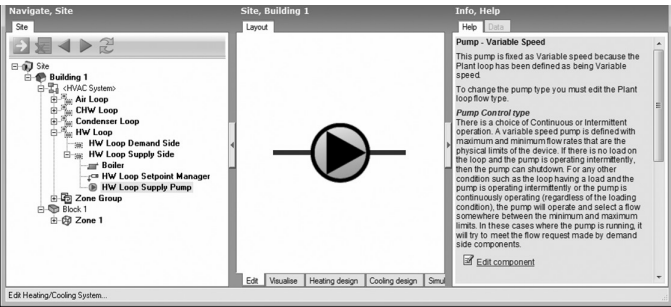 Navigate, Site
Site
Site
Building 1
<HVAC System>
Air Loop
CHW Loop
Condenser Loop
HW Loop
HW Loop Demand Side
HW Loop Supply Side
Boiler
HW Loop Setpoint Manager
HW Loop Supply Pump
Zone Group
Block 1
Zone 1
Edit Heating/Cooling System...
Site, Building 1
Layout
Edit
Visualise
Heating design
Cooling design
Simul
Info, Help
Help
Data
Pump - Variable Speed
This pump is fixed as Variable speed because the
Plant loop has been defined as being Variable
speed.
To change the pump type you must edit the Plant
loop flow type.
Pump Control type
There is a choice of Continuous or Intermittent
operation. A variable speed pump is defined with
maximum and minimum flow rates that are the
physical limits of the device. If there is no load on
the loop and the pump is operating intermittently,
then the pump can shutdown. For any other
condition such as the loop having a load and the
pump is operating intermittently or the pump is
continuously operating (regardless of the loading
condition), the pump will operate and select a flow
somewhere between the minimum and maximum
limits. In these cases where the pump is running, it
will try to meet the flow request made by demand
side components.
Edit component